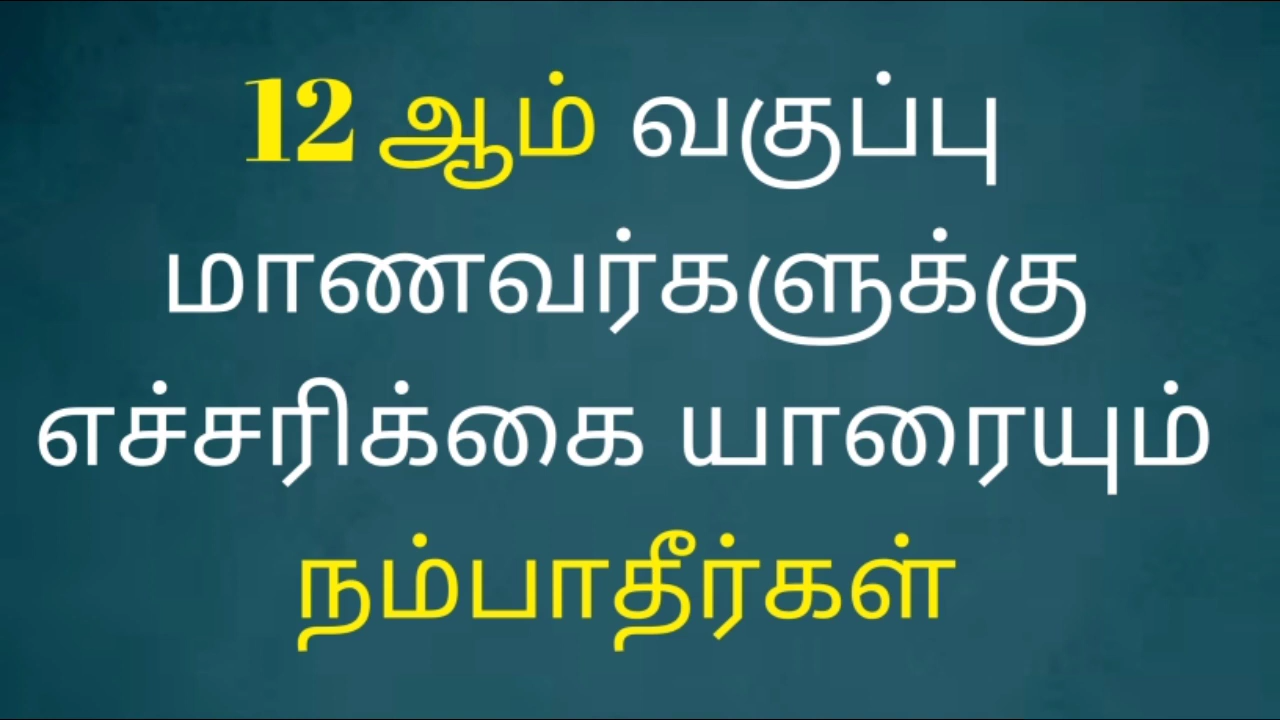 12 ஆம் வகுப்பு
மாணவர்களுக்கு
எச்சரிக்கை யாரையும்
நம்பாதீர்கள்